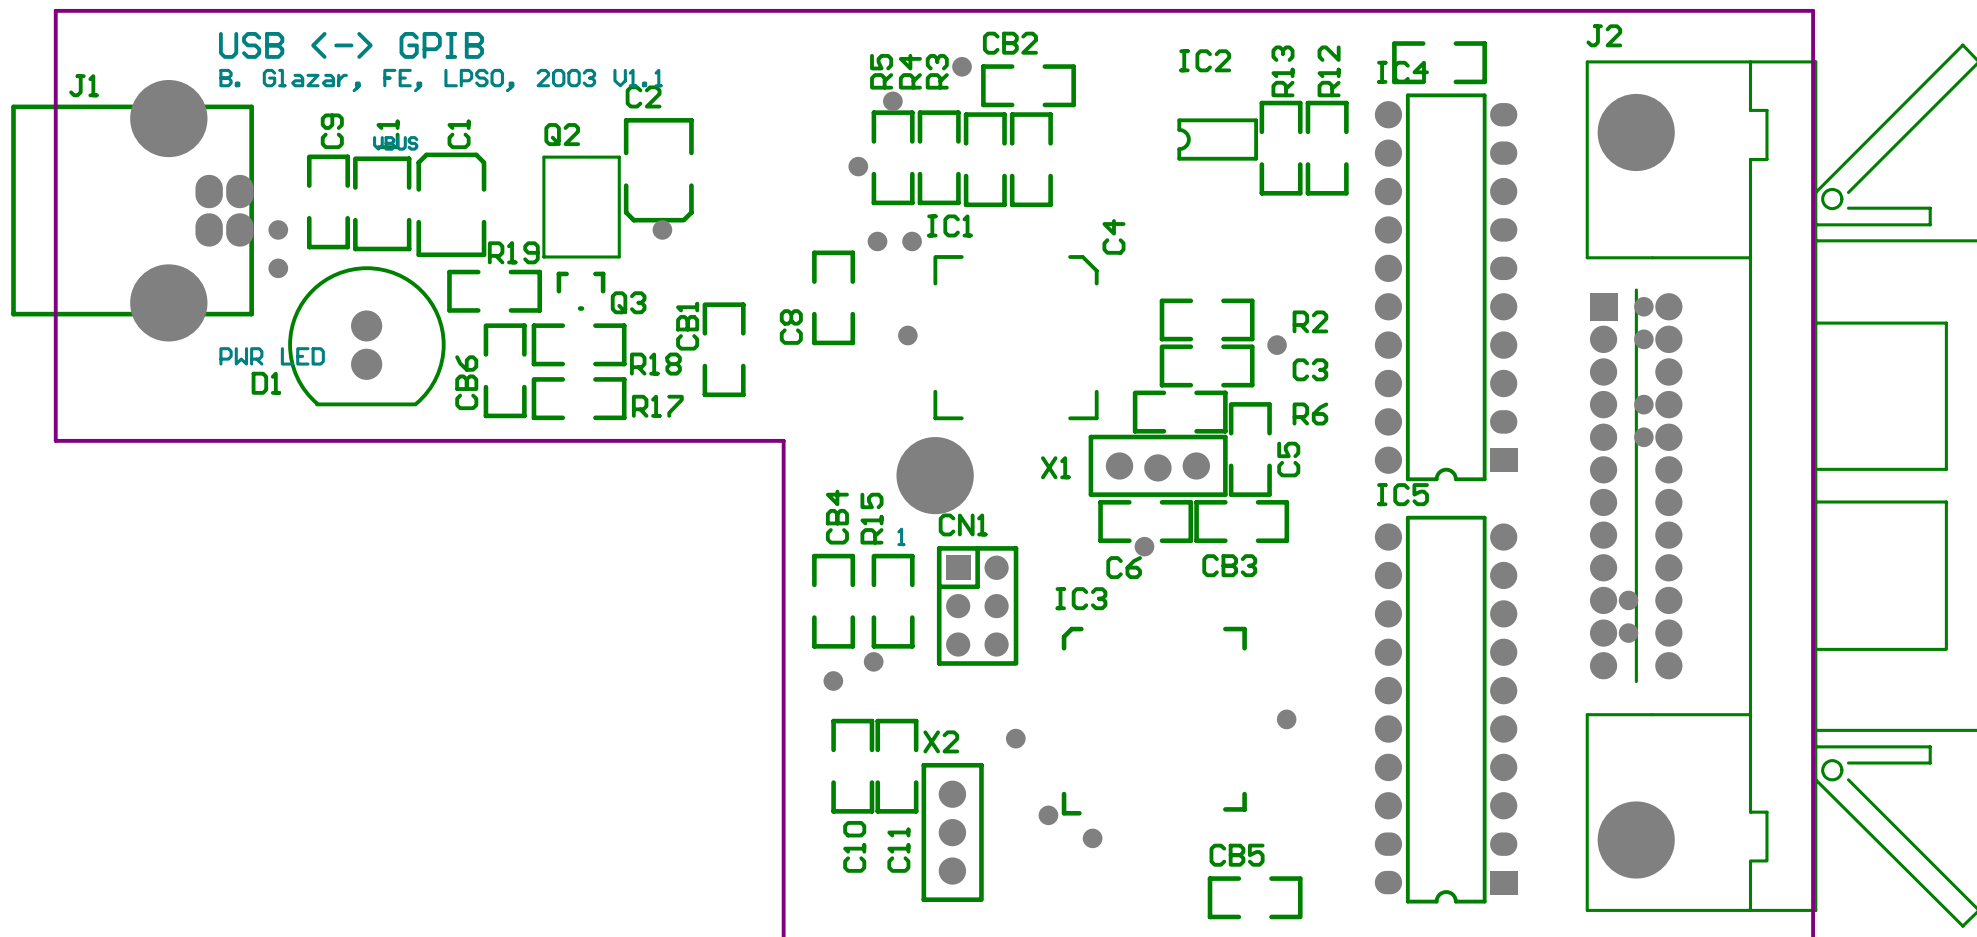 USB <-> GPIB
B. Glazar, FE, LPSO, 2003 V1.1
J1
C9
VBUS
C1
Q2
C2
R5
R4
R3
CB2
IC2
R13
R12
IC4
J2
R19
Q3
CB1
C8
IC1
C4
PWR LED
D1
CB6
R18
R17
R2
C3
R6
X1
C5
IC5
CB4
R15
1
CN1
C6
CB3
IC3
X2
C10
C11
CB5